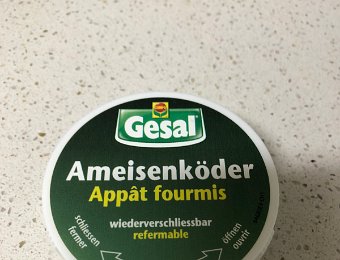 Gesal
Ameisenköder
Appât fourmis
wiederverschliessbar
refermable
schliessen
fermer
öffnen
ouvrir